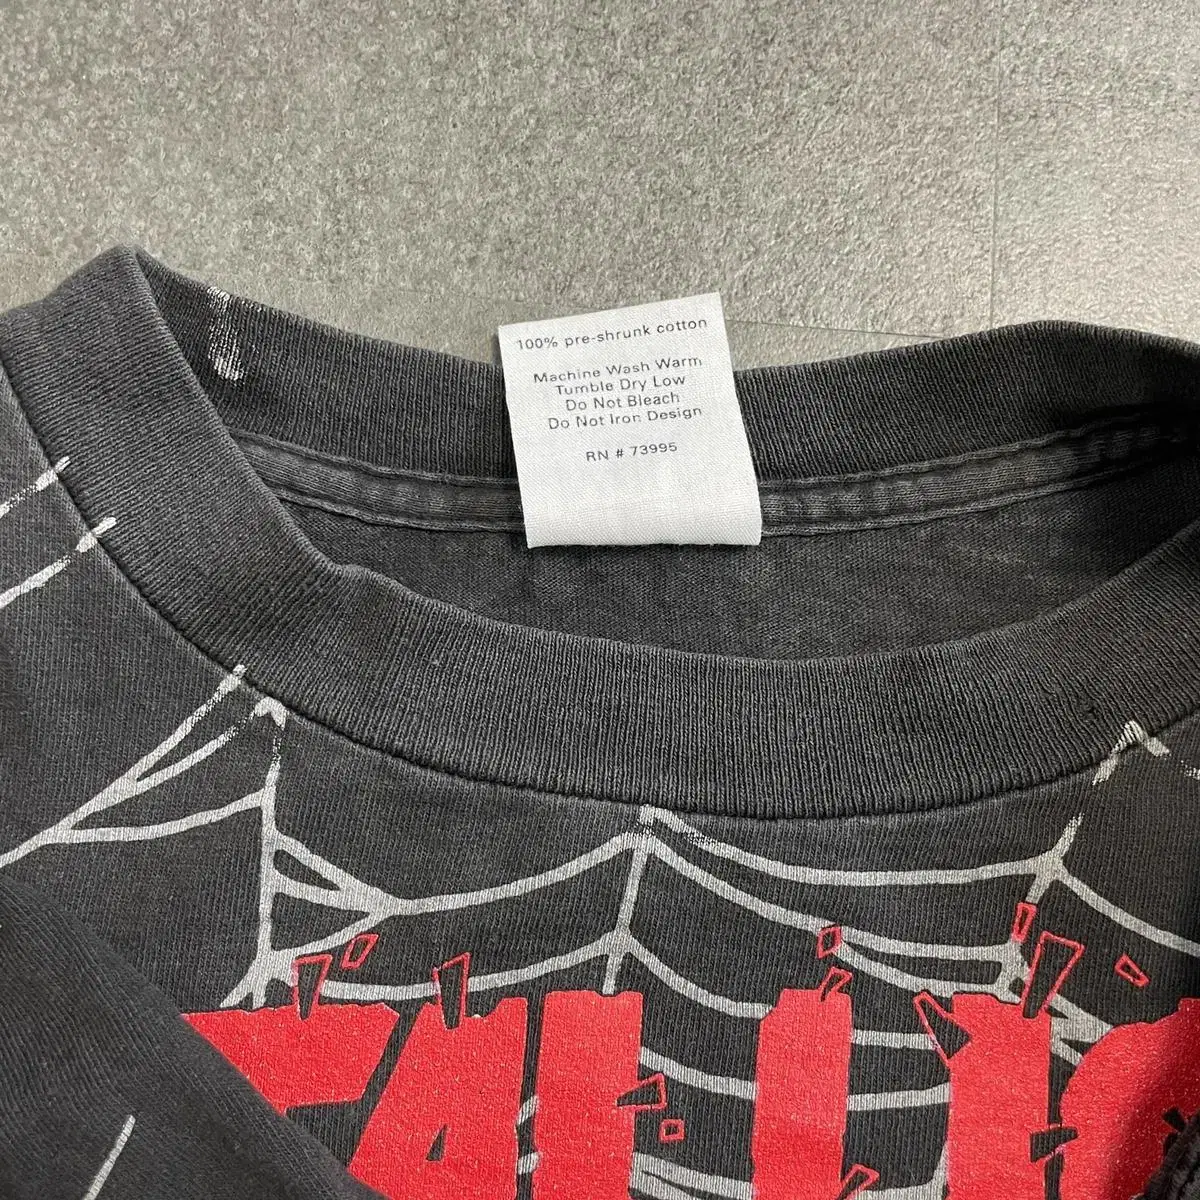 100% pre-shrunk cotton
Machine Wash Warm
Tumble Dry Low
Do Not Bleach
Do Not Iron Design
RN # 73995
TALLIC